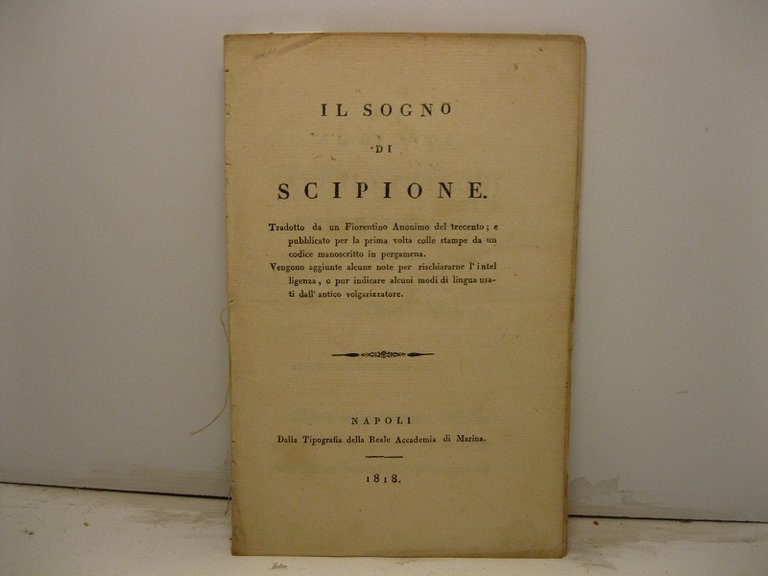 IL SOGNO
DI
SCIPIONE.
Tradotto da un Fiorentino Anonimo del trecento; e
pubblicato per la prima volta colle stampe da un
codice manoscritto in pergamena.
Vengono aggiunte alcune note per rischiararne l'intel
ligenza, o pur indicare alcuni modi di lingua usa-
ti dall'antico volgarizzatore.
NAPOLI
Dalla Tipografia della Reale Accademia di Marina.
1818.